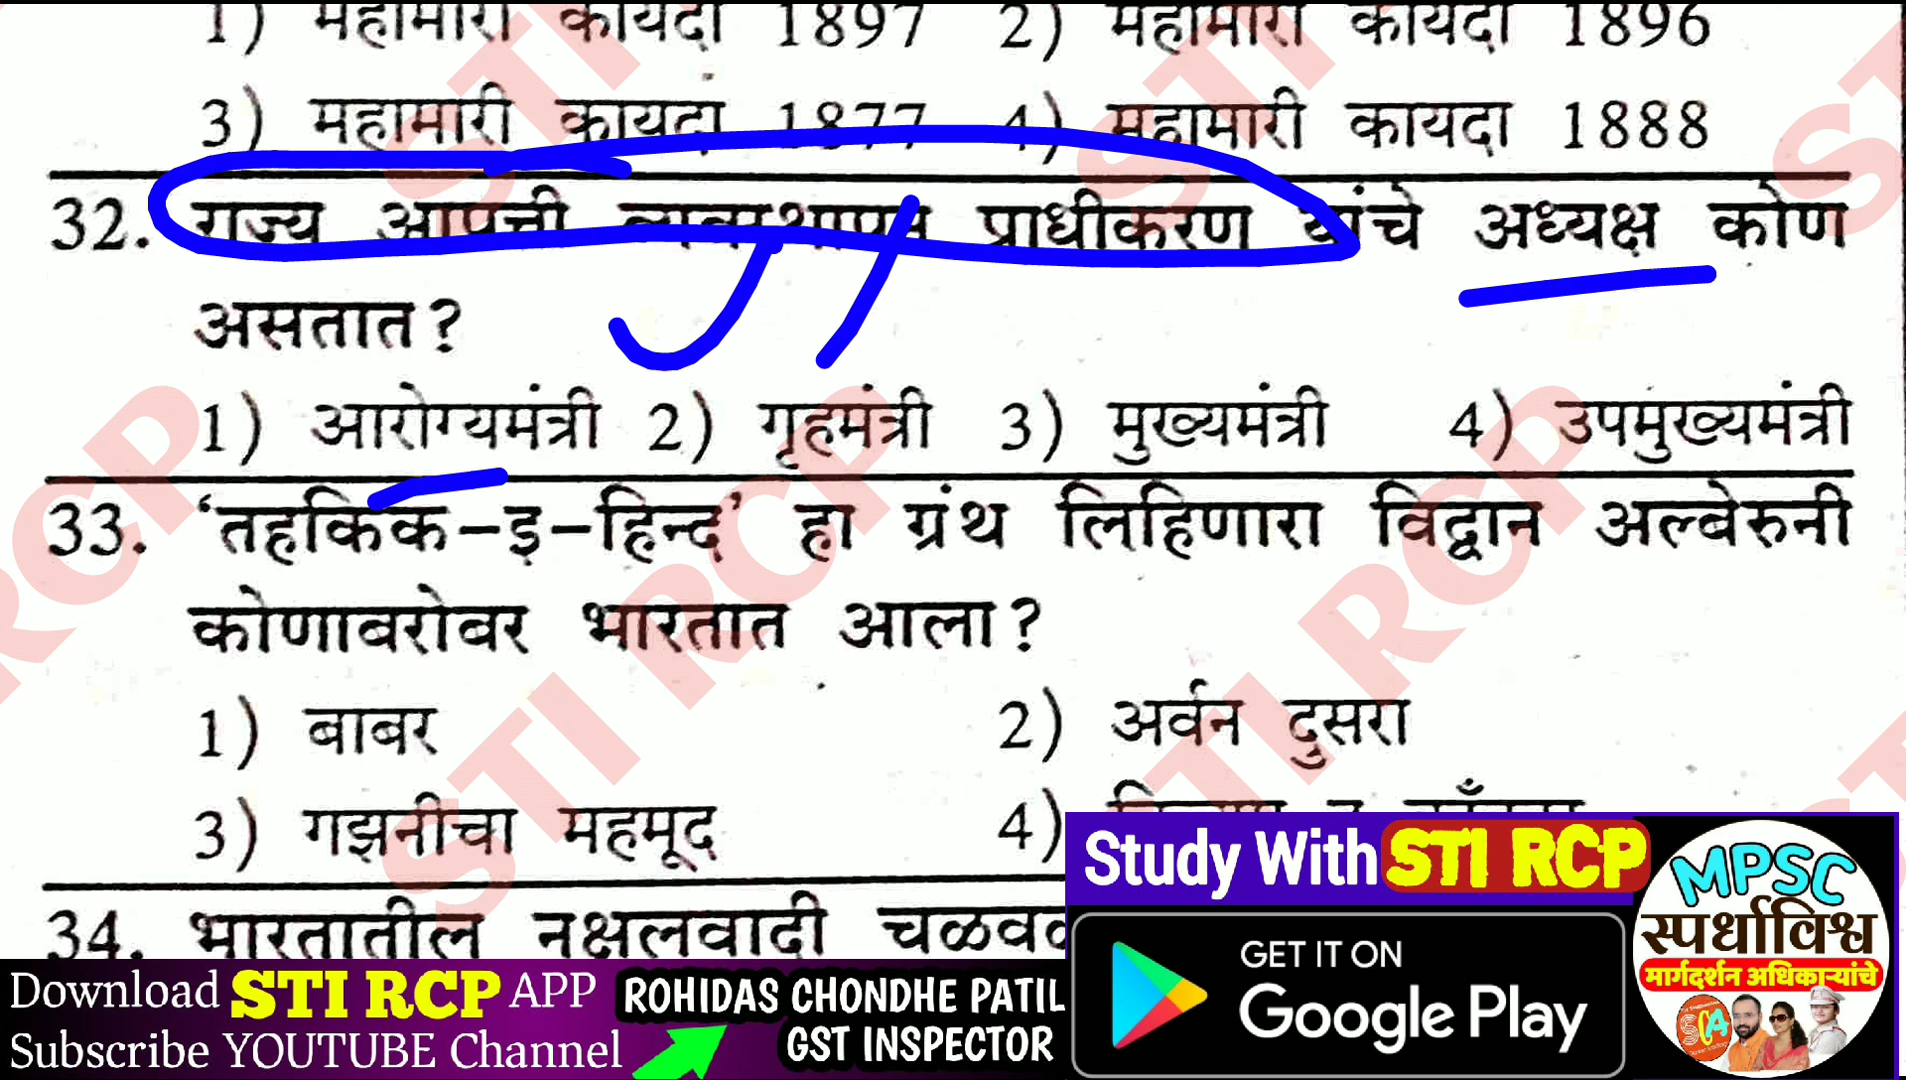 1) महामारी कायदा 1897 2) महामारी कायदा 1896
3) महामारी कायदा 1877 4) महामारी कायदा 1888
32. राज्य आपत्ती व्यवस्थापन प्राधीकरण यांचे अध्यक्ष कोण
असतात?
1) आरोग्यमंत्री 2) गृहमंत्री 3) मुख्यमंत्री 4) उपमुख्यमंत्री
33. 'तहकिक-इ-हिन्द' हा ग्रंथ लिहिणारा विद्वान अल्बेरुनी
कोणाबरोबर भारतात आला?
1) बाबर 2) अर्वन दुसरा
3) गझनीचा महमूद 4)
34. भारतातील नक्षलवादी
STI RCP
Study With STI RCP
GET IT ON
Google Play
MPSC
स्पर्धाविश्व
मार्गदर्शन अधिकाऱ्यांचे
SCA
Download STI RCP APP
Subscribe YOUTUBE Channel
ROHIDAS CHONDHE PATIL
GST INSPECTOR